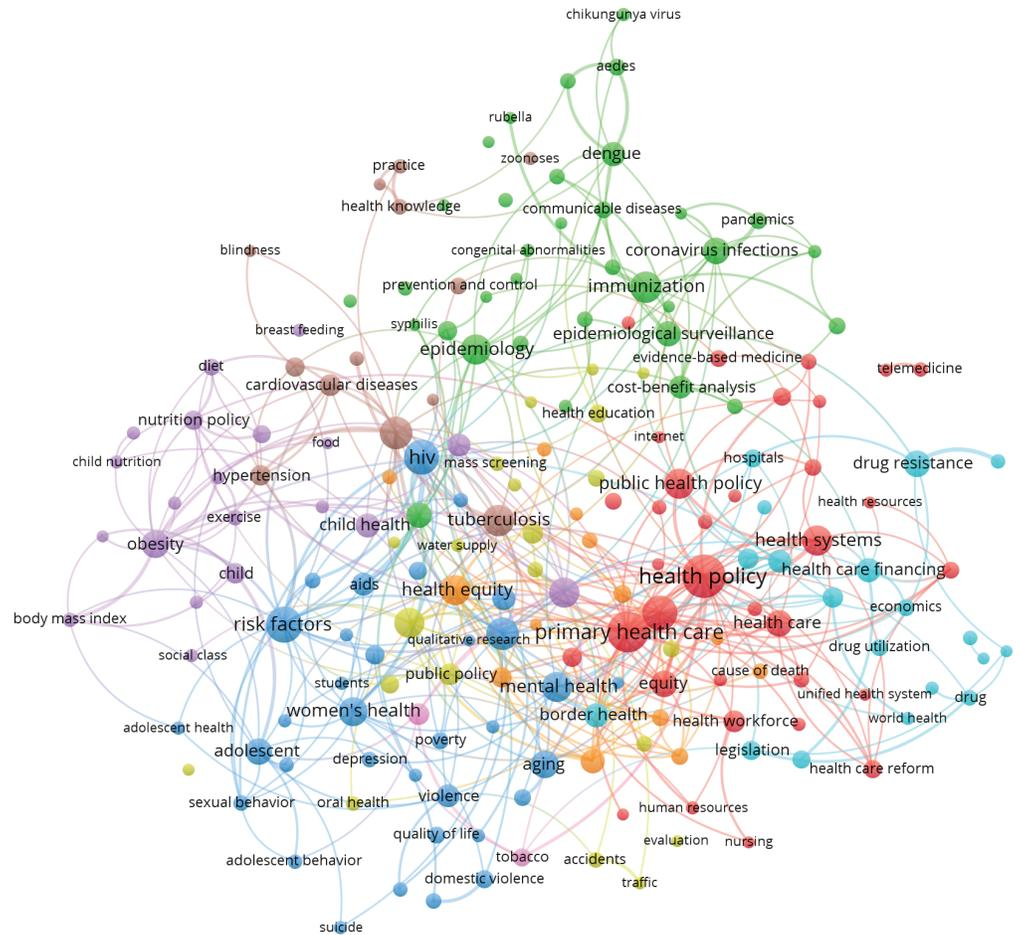 chikungunya virus
aedes
rubella
dengue
zoonoses
practice
health knowledge
communicable diseases
pandemics
blindness
congenital abnormalities
coronavirus infections
prevention and control
immunization
breast feeding
syphilis
epidemiological surveillance
epidemiology
evidence-based medicine
diet
telemedicine
cardiovascular diseases
cost-benefit analysis
health education
nutrition policy
food
internet
child nutrition
hiv
mass screening
hospitals
drug resistance
hypertension
public health policy
health resources
exercise
child health
tuberculosis
obesity
water supply
health systems
child
aids
health equity
health policy
health care financing
economics
body mass index
risk factors
qualitative research
primary health care
health care
drug utilization
social class
students
public policy
mental health
equity
cause of death
unified health system
drug
women's health
border health
health workforce
world health
adolescent health
poverty
adolescent
depression
aging
legislation
health care reform
sexual behavior
oral health
violence
human resources
quality of life
evaluation
nursing
adolescent behavior
tobacco
accidents
domestic violence
traffic
suicide